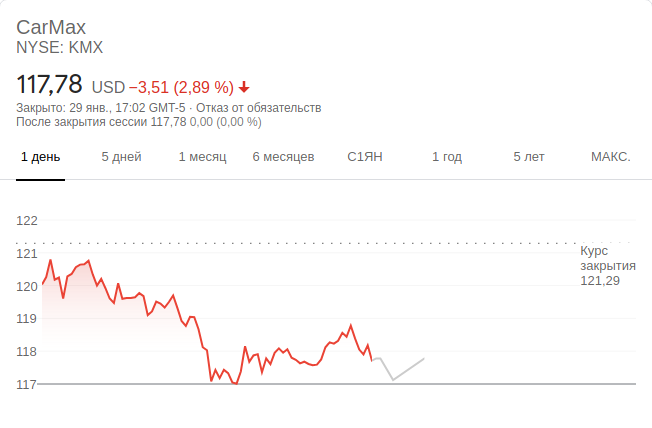 CarMax
NYSE: KMX
117,78 USD −3,51 (2,89 %)
Закрыто: 29 янв., 17:02 GMT-5 · Отказ от обязательств
После закрытия сессии 117,78 0,00 (0,00 %)
1 день 5 дней 1 месяц 6 месяцев С1ЯН 1 год 5 лет МАКС.
122
121
120
119
118
117
Курс
закрытия
121,29